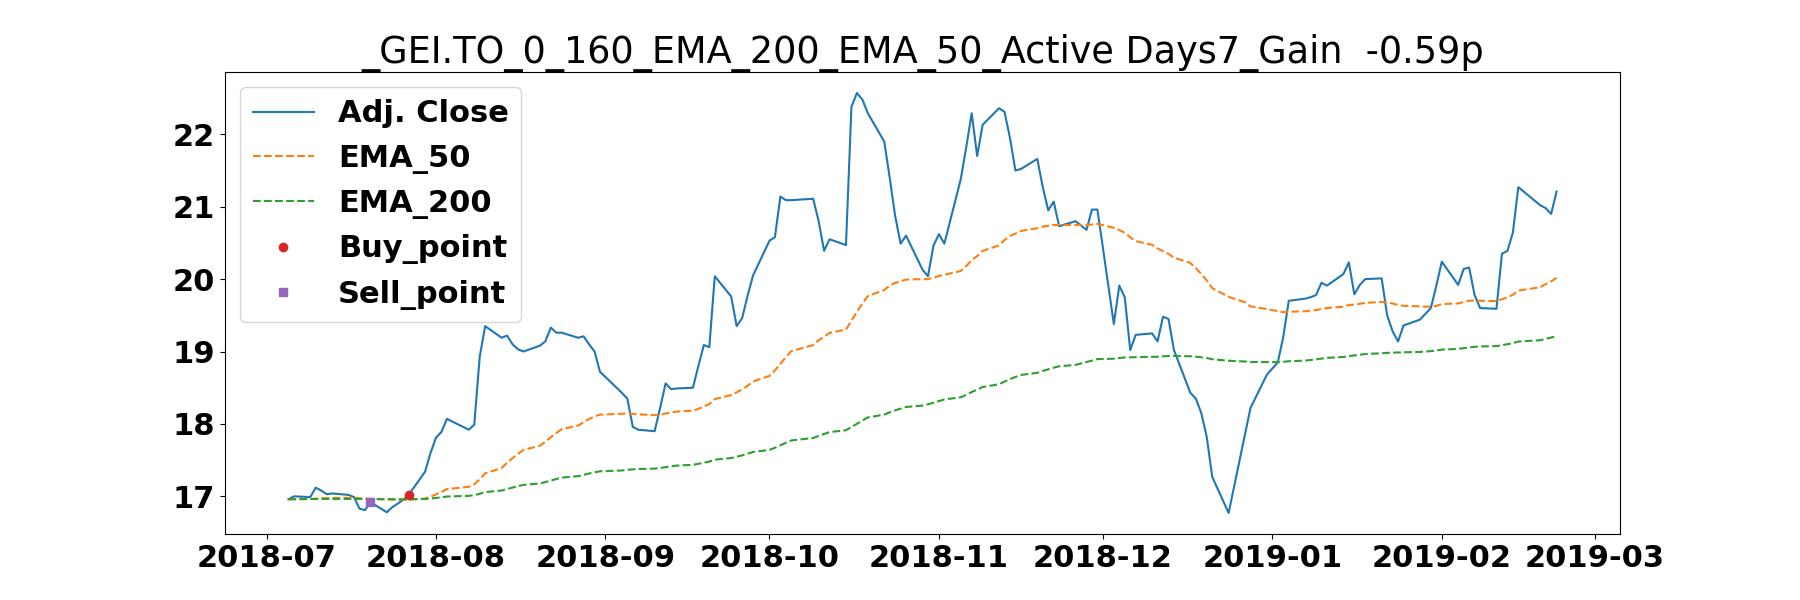 _GEI.TO_0_160_EMA_200_EMA_50_Active Days7_Gain  -0.59p
Adj. Close
EMA_50
EMA_200
Buy_point
Sell_point
22
21
20
19
18
17
2018-07 2018-08 2018-09 2018-10 2018-11 2018-12 2019-01 2019-02 2019-03